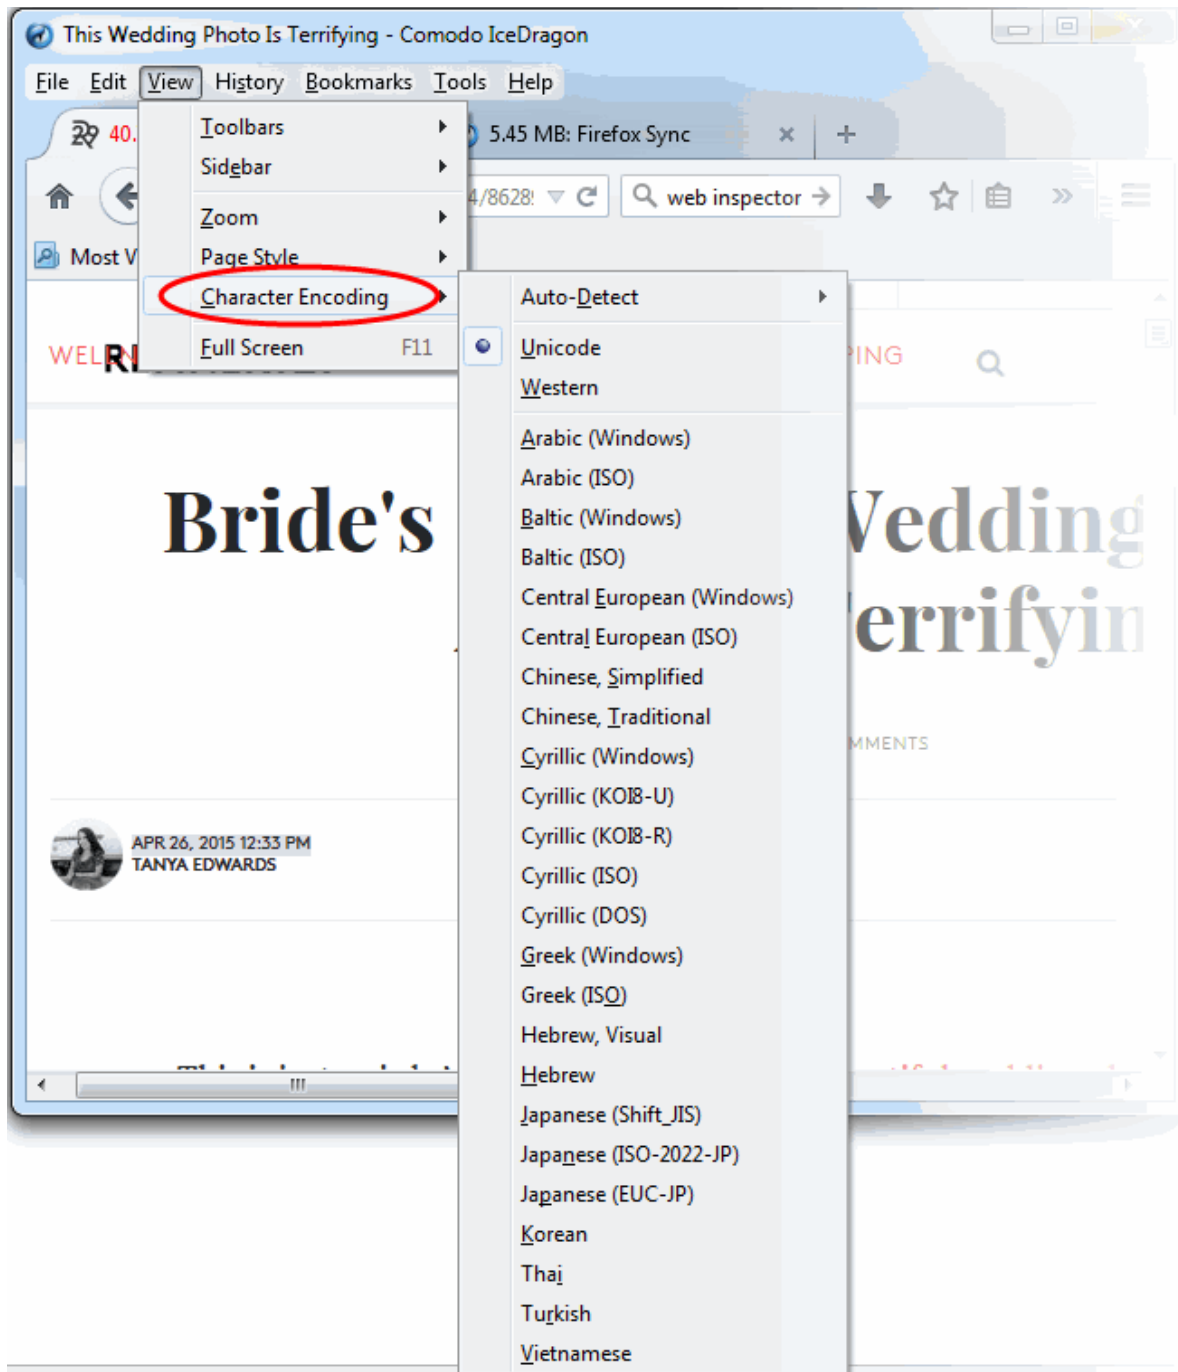 This Wedding Photo Is Terrifying - Comodo IceDragon
File Edit View History Bookmarks Tools Help
40.
5.45 MB: Firefox Sync
4/8628
web inspector
Most V
Toolbars
Sidebar
Zoom
Page Style
Character Encoding
Full Screen F11
WEL
PING
Auto-Detect
Unicode
Western
Arabic (Windows)
Arabic (ISO)
Baltic (Windows)
Baltic (ISO)
Central European (Windows)
Central European (ISO)
Chinese, Simplified
Chinese, Traditional
Cyrillic (Windows)
Cyrillic (KOI8-U)
Cyrillic (KOI8-R)
Cyrillic (ISO)
Cyrillic (DOS)
Greek (Windows)
Greek (ISO)
Hebrew, Visual
Hebrew
Japanese (Shift_JIS)
Japanese (ISO-2022-JP)
Japanese (EUC-JP)
Korean
Thai
Turkish
Vietnamese
Bride's Wedding
errifyin
MMENTS
APR 26, 2015 12:33 PM
TANYA EDWARDS